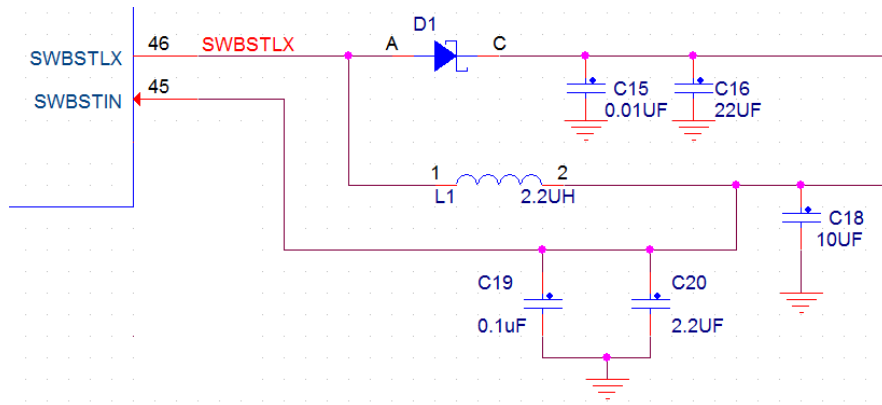 D1
46 SWBSTLX A C
SWBSTLX
45
SWBSTIN
C15 C16
0.01UF 22UF
1 2
L1 2.2UH
C18
10UF
C19 C20
0.1uF 2.2UF